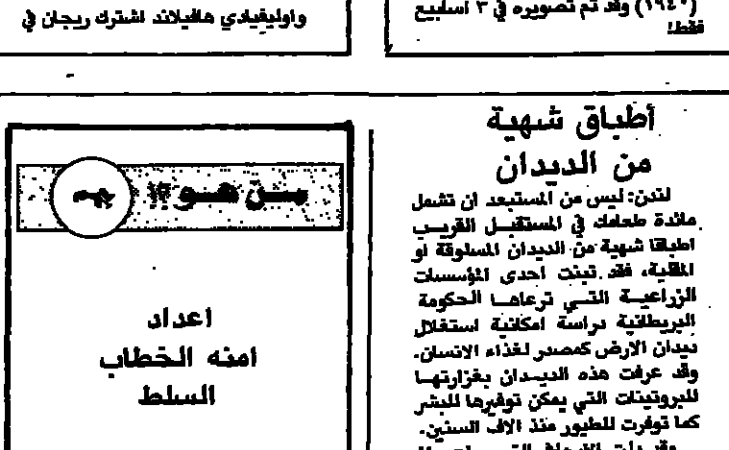 (١٩٤٠) وقد تم تصويره في ٣ اسابيع
فقط!
واوليفيادي هافيلاند اشترك ريجان في
أطباق شهية
من الديدان
لندن: ليس من المستبعد ان تشمل
مائدة طعامك في المستقبل القريب
اطباقا شهية من الديدان المسلوقة او
المقلية، فقد تبنت احدى المؤسسات
الزراعية التي ترعاها الحكومة
البريطانية دراسة امكانية استغلال
ديدان الارض كمصدر لغذاء الانسان.
وقد عرفت هذه الديدان بغزارتها
للبروتينات التي يمكن توفيرها للبشر
كما توفرت للطيور منذ الاف السنين.
من هو
اعداد
امنه الخطاب
السلط